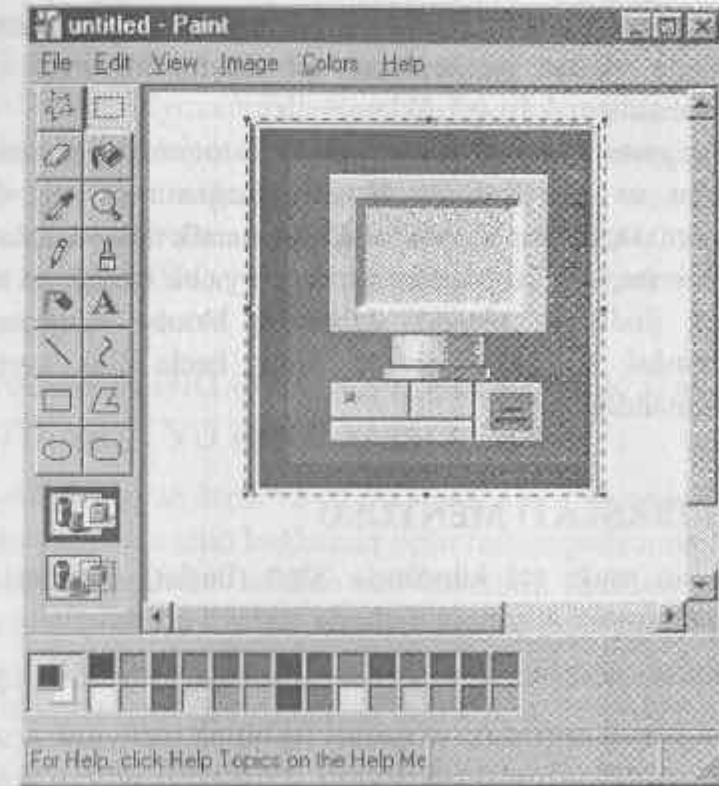 untitled - Paint
File Edit View Image Colors Help
A
For Help, click Help Topics on the Help Me